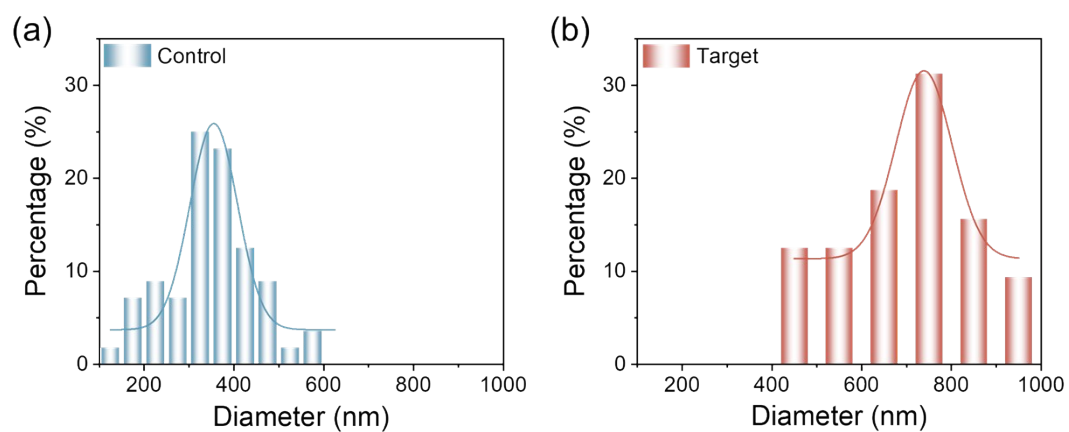 (a)
Control
Percentage (%)
30
20
10
0
200 400 600 800 1000
Diameter (nm)
(b)
Target
Percentage (%)
30
20
10
0
200 400 600 800 1000
Diameter (nm)